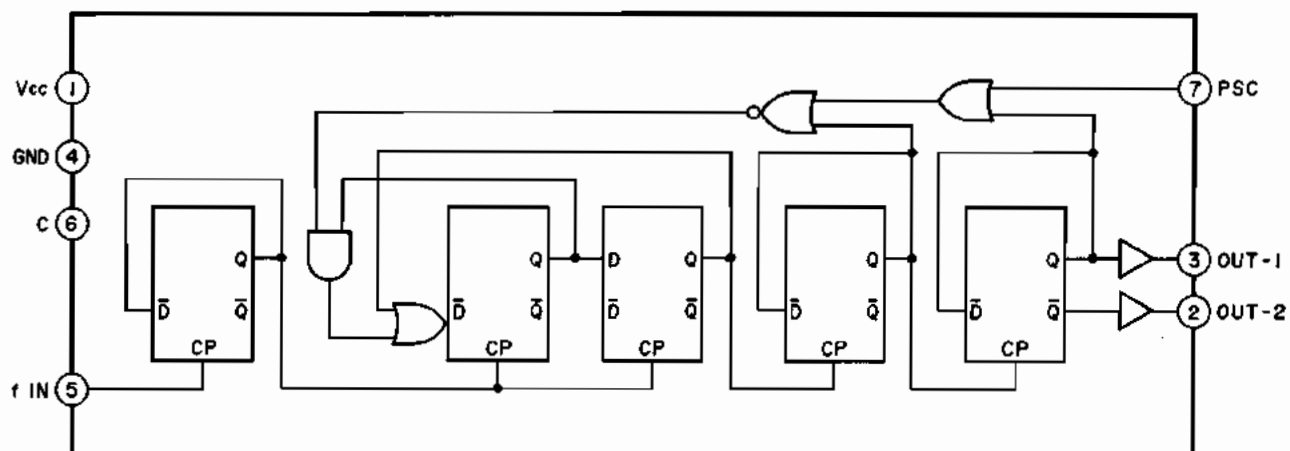 Vcc 1
GND 4
C 6
f IN 5
7 PSC
3 OUT-1
2 OUT-2
Q
D̅ Q̅
CP
Q
D̅ Q̅
CP
D Q
D̅ Q̅
CP
Q
D̅ Q̅
CP
Q
D̅ Q̅
CP